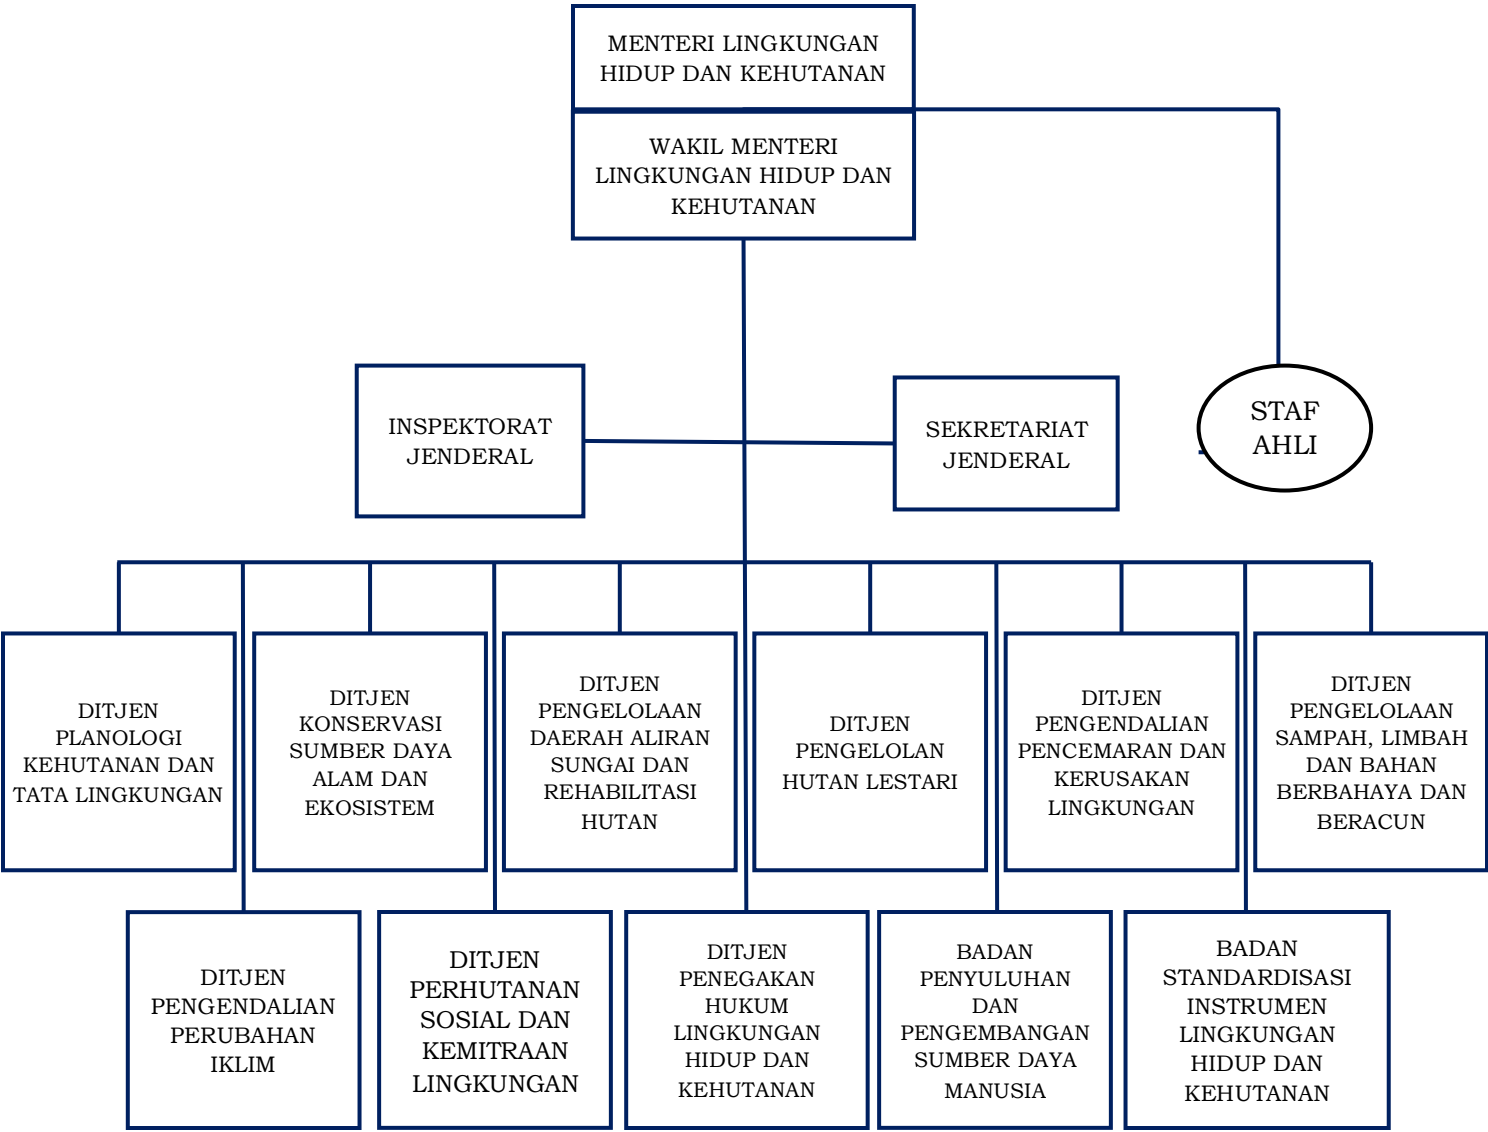 MENTERI LINGKUNGAN
HIDUP DAN KEHUTANAN
WAKIL MENTERI
LINGKUNGAN HIDUP DAN
KEHUTANAN
INSPEKTORAT
JENDERAL
SEKRETARIAT
JENDERAL
STAF
AHLI
DITJEN
PLANOLOGI
KEHUTANAN DAN
TATA LINGKUNGAN
DITJEN
KONSERVASI
SUMBER DAYA
ALAM DAN
EKOSISTEM
DITJEN
PENGELOLAAN
DAERAH ALIRAN
SUNGAI DAN
REHABILITASI
HUTAN
DITJEN
PENGELOLAN
HUTAN LESTARI
DITJEN
PENGENDALIAN
PENCEMARAN DAN
KERUSAKAN
LINGKUNGAN
DITJEN
PENGELOLAAN
SAMPAH, LIMBAH
DAN BAHAN
BERBAHAYA DAN
BERACUN
DITJEN
PENGENDALIAN
PERUBAHAN
IKLIM
DITJEN
PERHUTANAN
SOSIAL DAN
KEMITRAAN
LINGKUNGAN
DITJEN
PENEGAKAN
HUKUM
LINGKUNGAN
HIDUP DAN
KEHUTANAN
BADAN
PENYULUHAN
DAN
PENGEMBANGAN
SUMBER DAYA
MANUSIA
BADAN
STANDARDISASI
INSTRUMEN
LINGKUNGAN
HIDUP DAN
KEHUTANAN